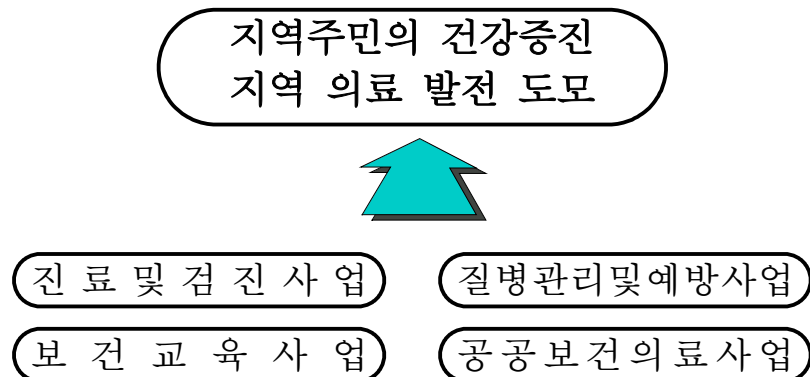 지역주민의 건강증진
지역 의료 발전 도모
진료및검진사업
질병관리및예방사업
보건교육사업
공공보건의료사업